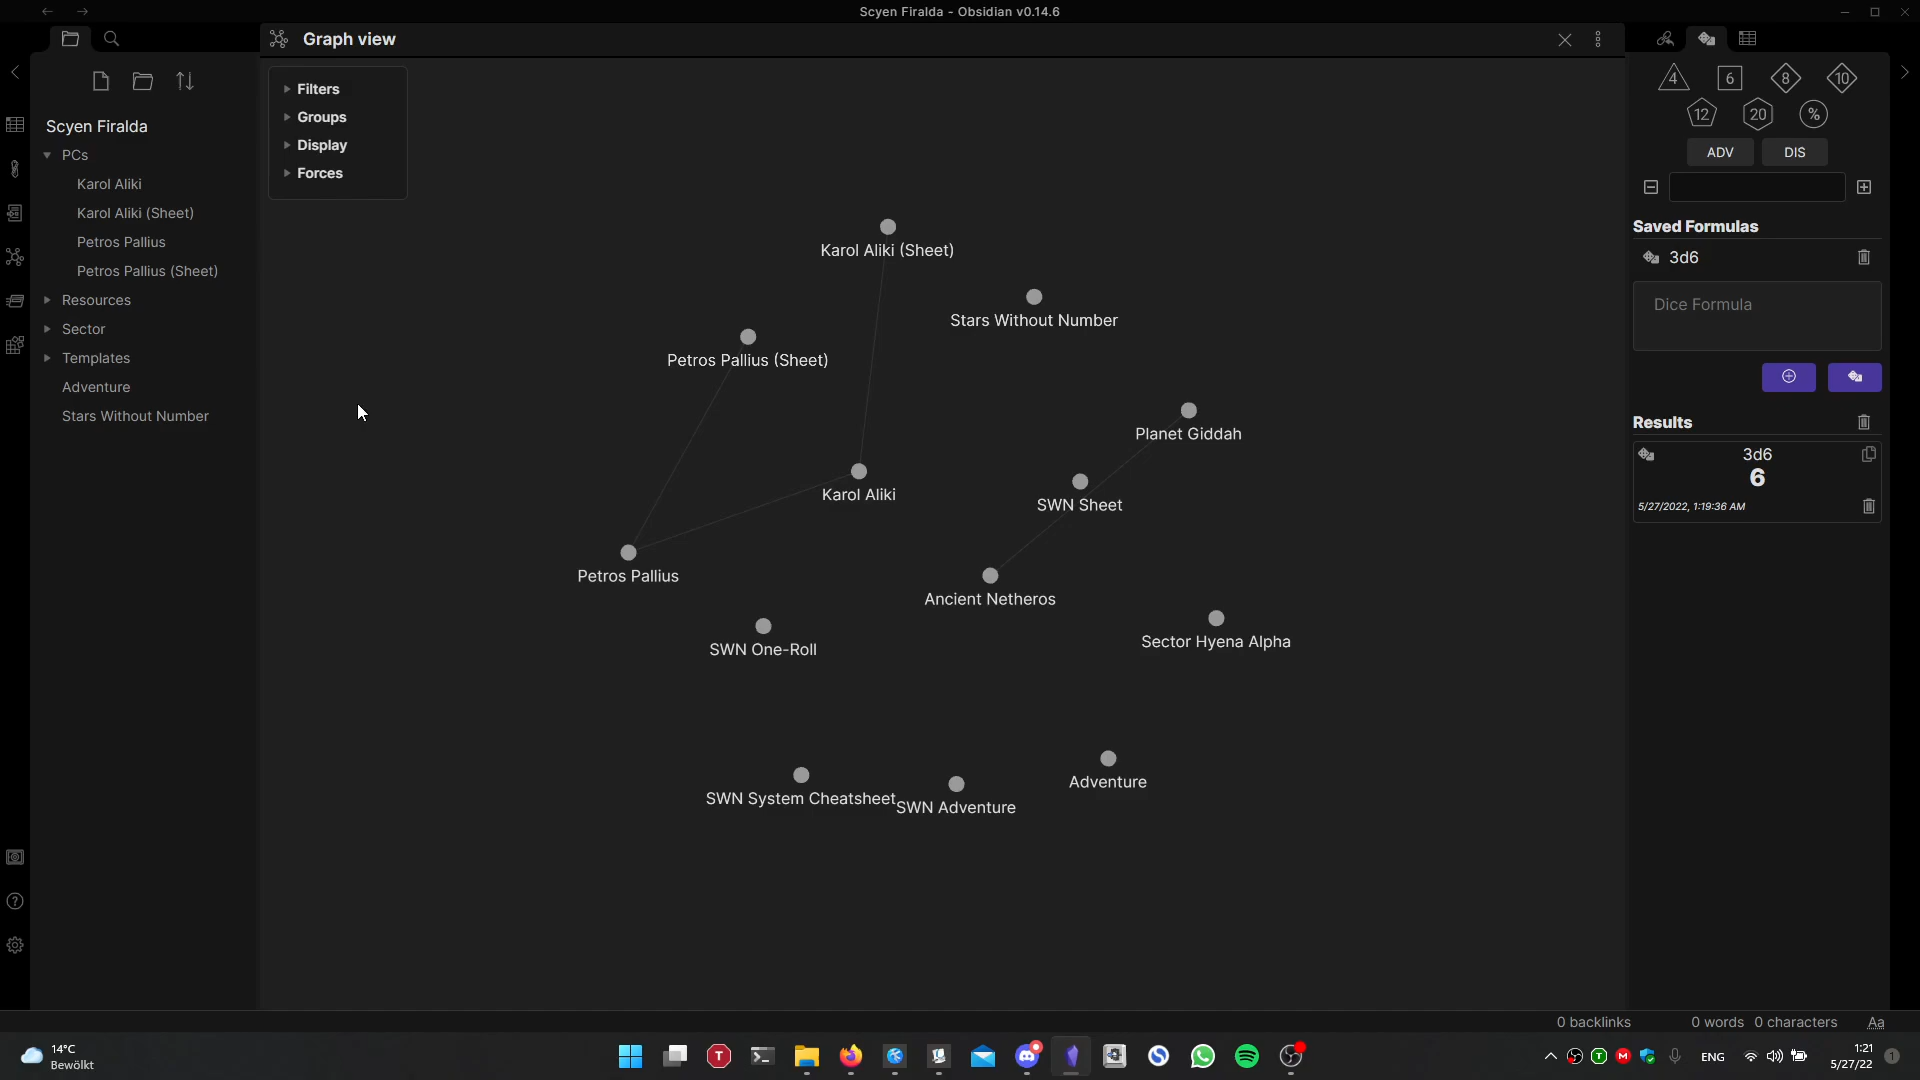 Scyen Firalda - Obsidian v0.14.6
Graph view
Filters
Groups
Display
Forces
Scyen Firalda
PCs
Karol Aliki
Karol Aliki (Sheet)
Petros Pallius
Petros Pallius (Sheet)
Resources
Sector
Templates
Adventure
Stars Without Number
Karol Aliki (Sheet)
Stars Without Number
Petros Pallius (Sheet)
Planet Giddah
Karol Aliki
SWN Sheet
Petros Pallius
Ancient Netheros
SWN One-Roll
Sector Hyena Alpha
SWN System Cheatsheet
SWN Adventure
Adventure
4 6 8 10
12 20 %
ADV DIS
Saved Formulas
3d6
Dice Formula
Results
3d6
6
5/27/2022, 1:19:36 AM
0 backlinks 0 words 0 characters Aa
14°C
Bewölkt
ENG
1:21
5/27/22
1